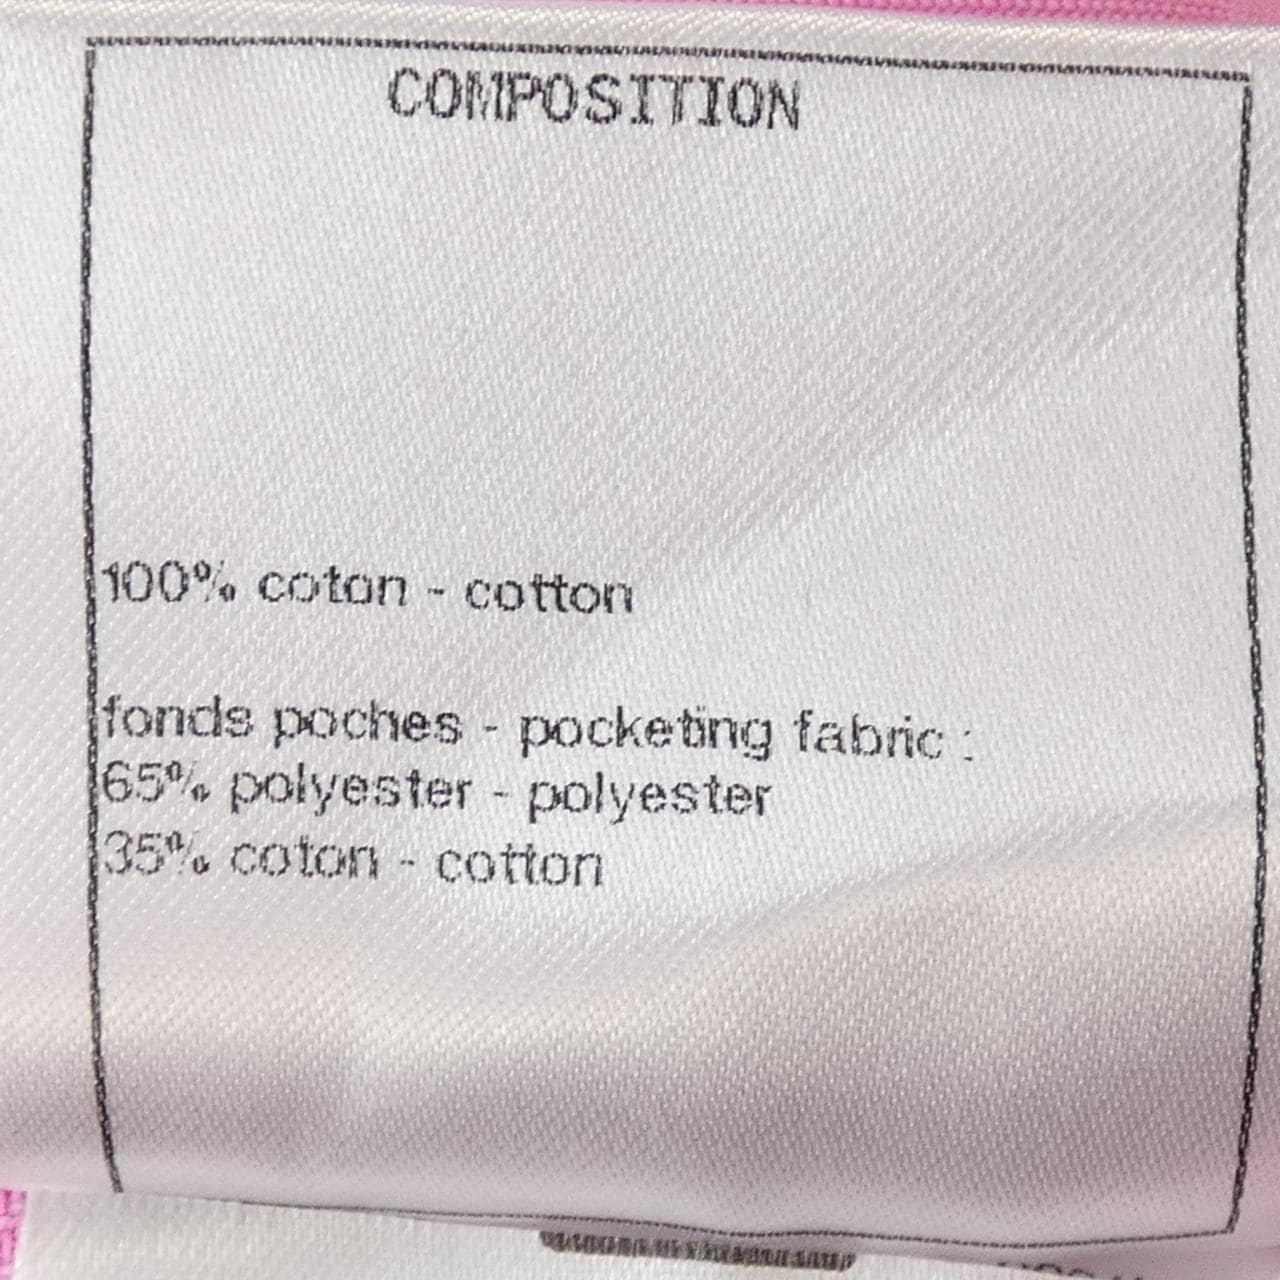 COMPOSITION
100% coton - cotton
fonds poches - pocketing fabric :
65% polyester - polyester
35% coton - cotton